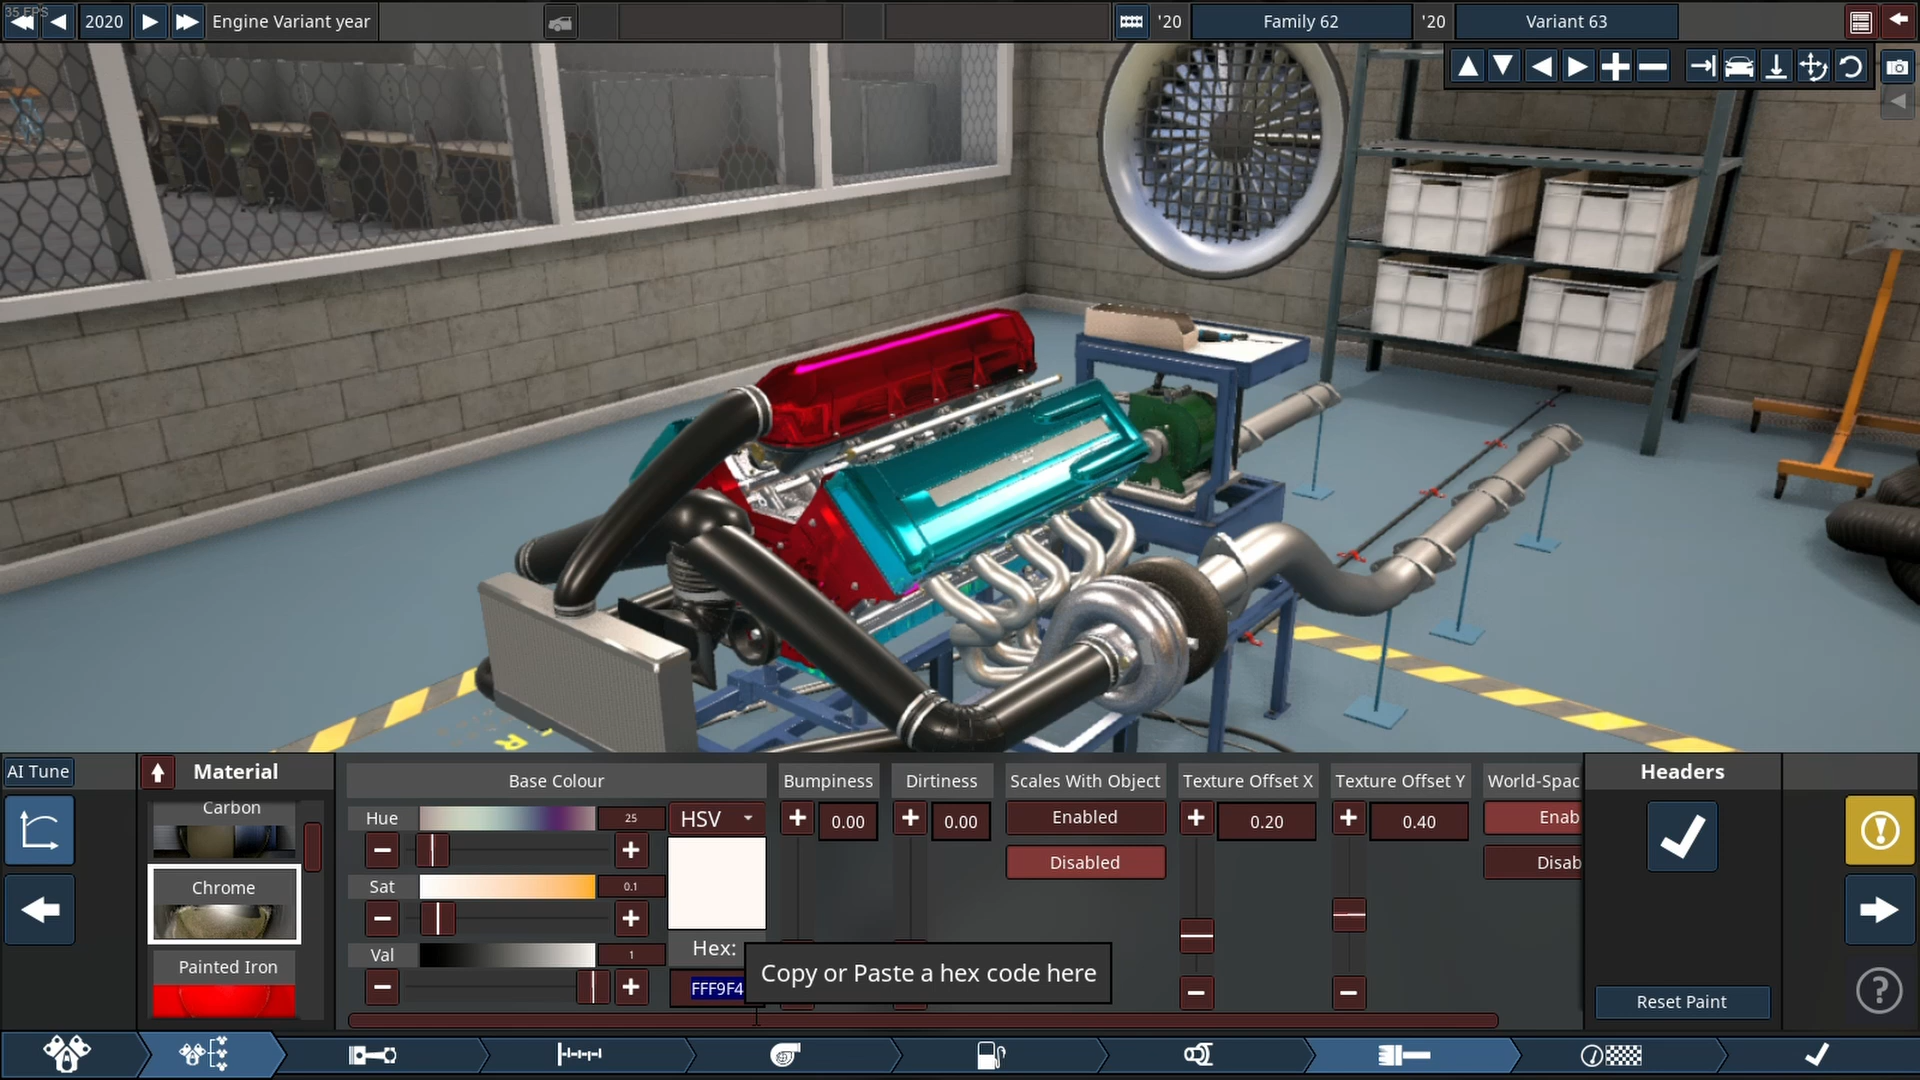 35 FPS
2020
Engine Variant year
'20
Family 62
'20
Variant 63
AI Tune
Material
Carbon
Chrome
Painted Iron
Base Colour
Hue
25
HSV
Sat
0.1
Val
1
Hex:
FFF9F4
Copy or Paste a hex code here
Bumpiness
0.00
Dirtiness
0.00
Scales With Object
Enabled
Disabled
Texture Offset X
0.20
Texture Offset Y
0.40
World-Spac
Enab
Disab
Headers
Reset Paint